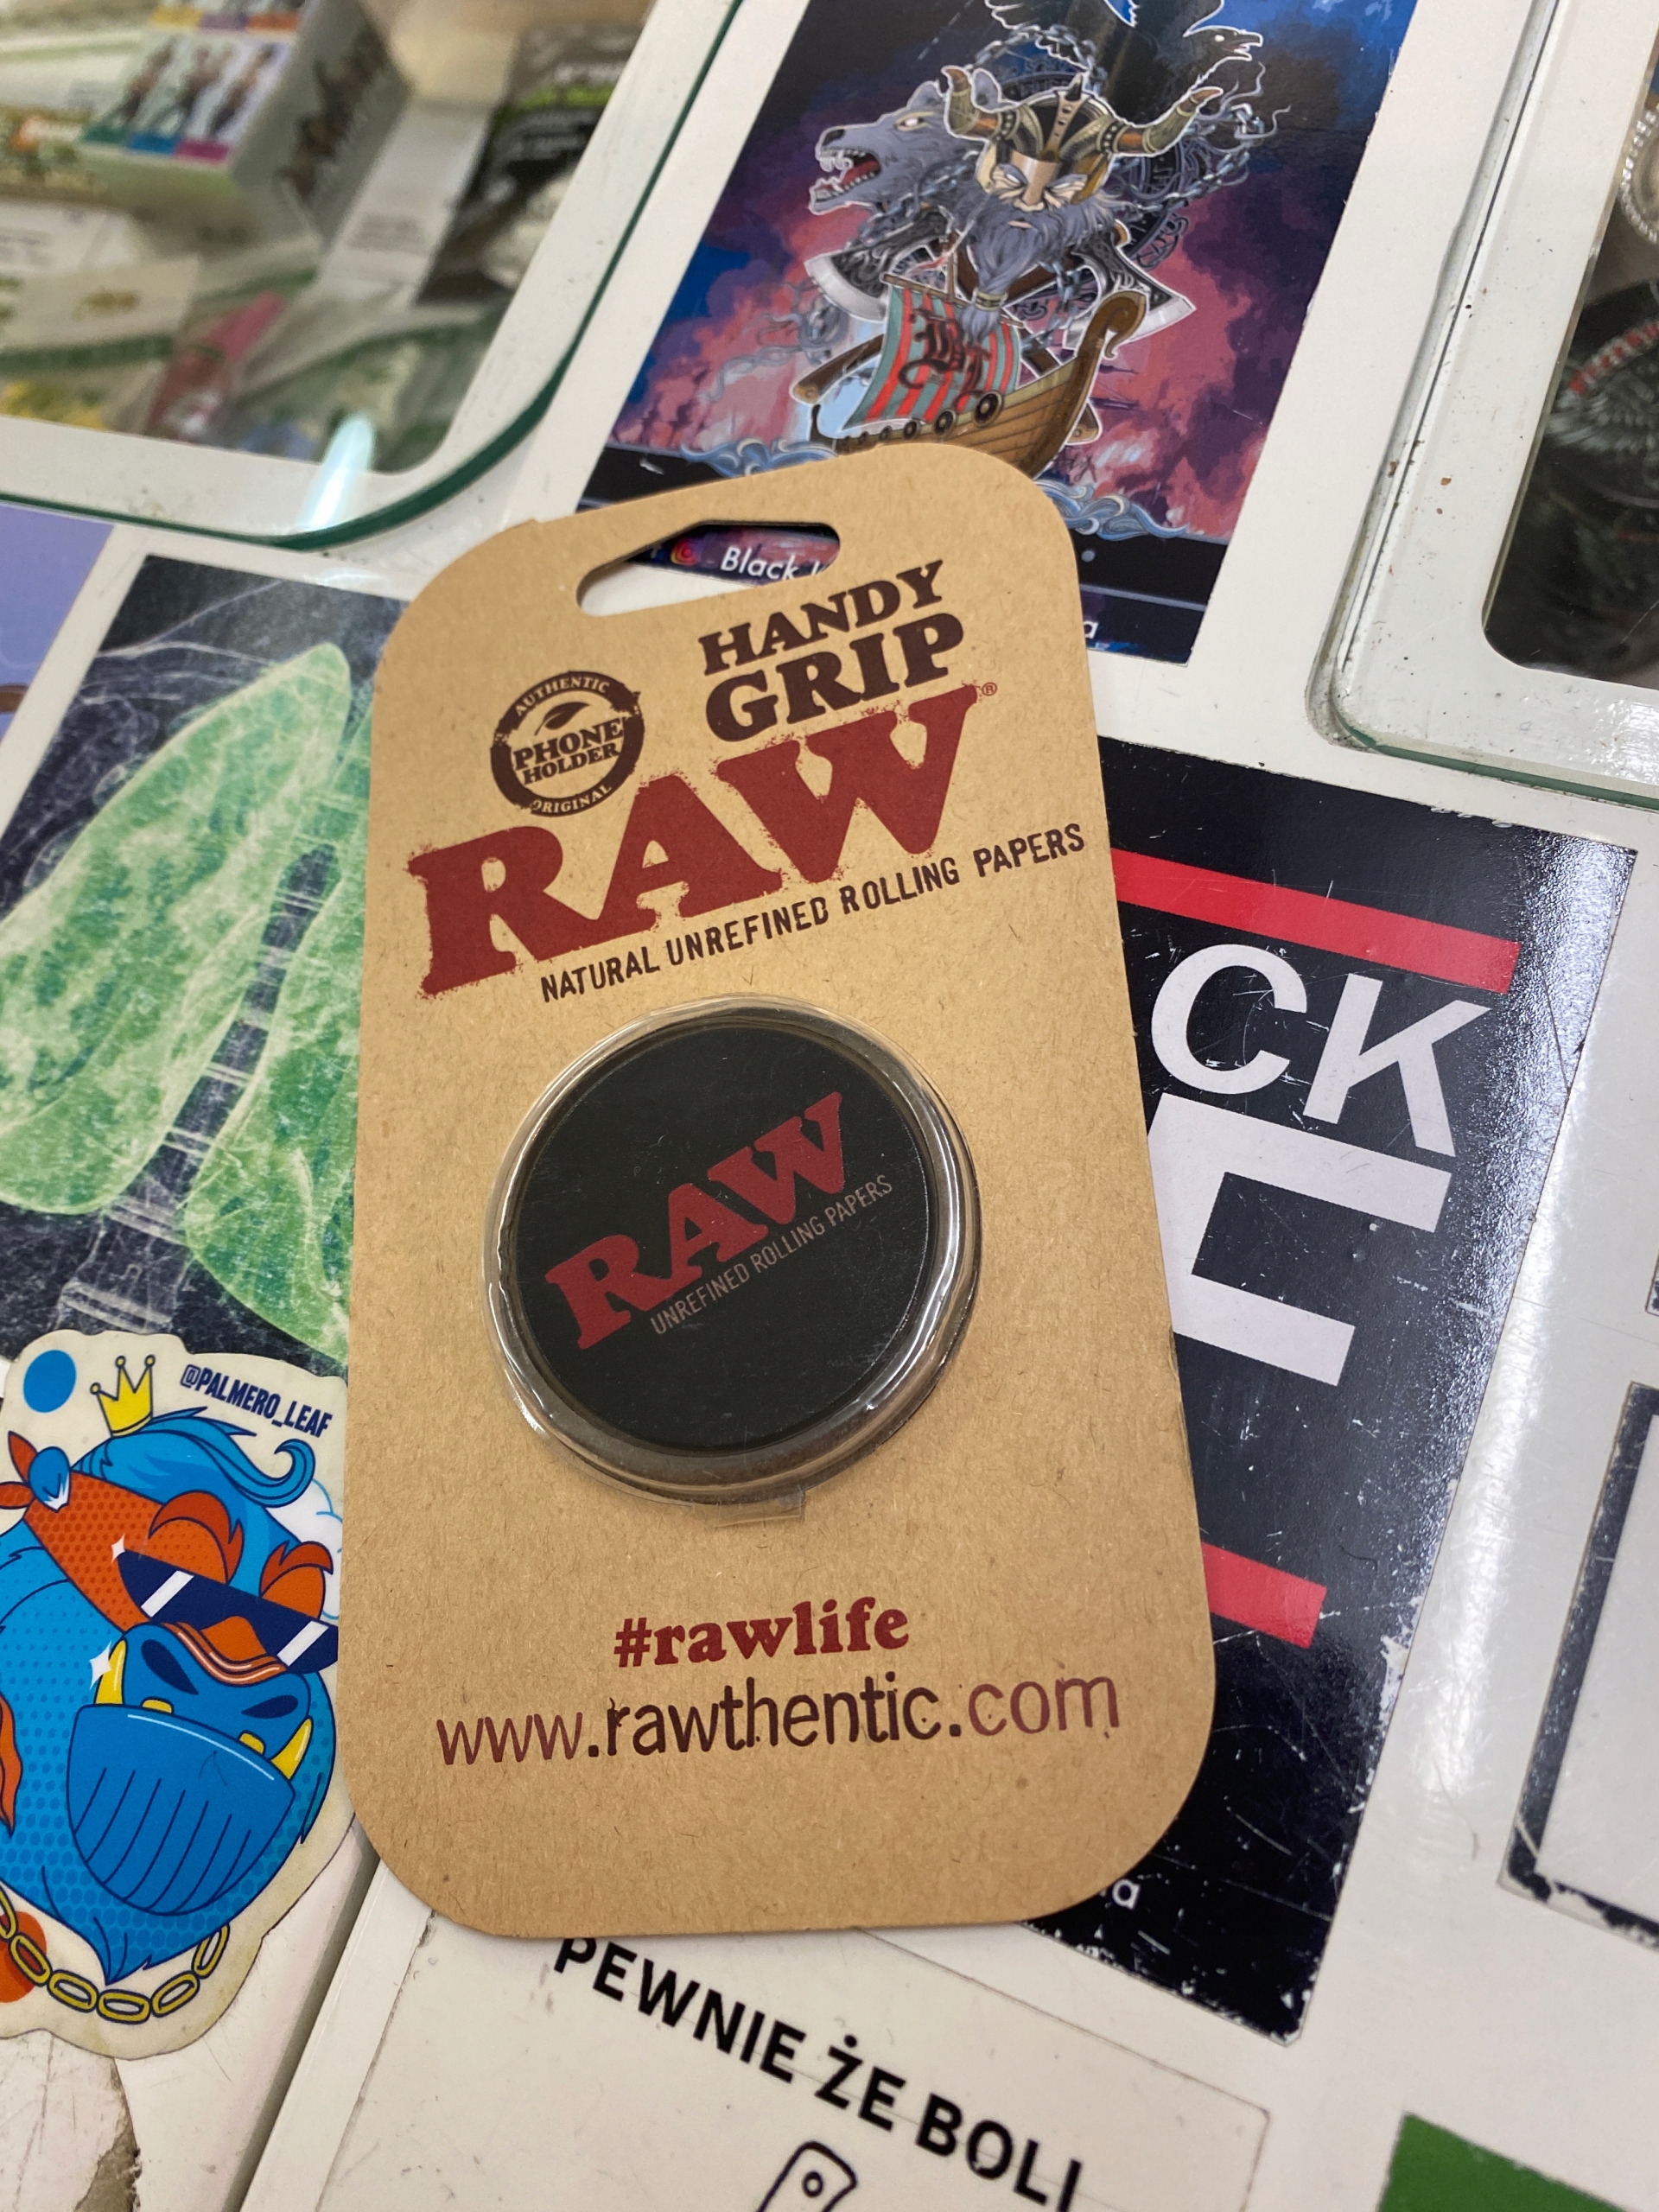 Black
HANDY
GRIP
AUTHENTIC
PHONE
HOLDER
ORIGINAL
RAW®
NATURAL UNREFINED ROLLING PAPERS
RAW
UNREFINED ROLLING PAPERS
#rawlife
www.rawthentic.com
@PALMERO_LEAF
CK
E
PEWNIE ŻE BOLI